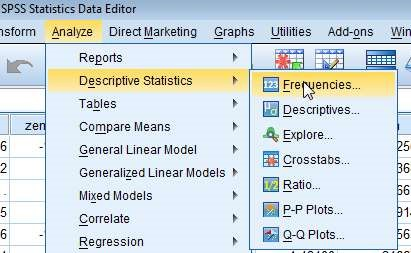 SPSS Statistics Data Editor
nsform Analyze Direct Marketing Graphs Utilities Add-ons Win
Reports
Descriptive Statistics
Tables
Compare Means
General Linear Model
Generalized Linear Models
Mixed Models
Correlate
Regression
Frequencies...
Descriptives...
Explore...
Crosstabs...
Ratio...
P-P Plots...
Q-Q Plots...
zem